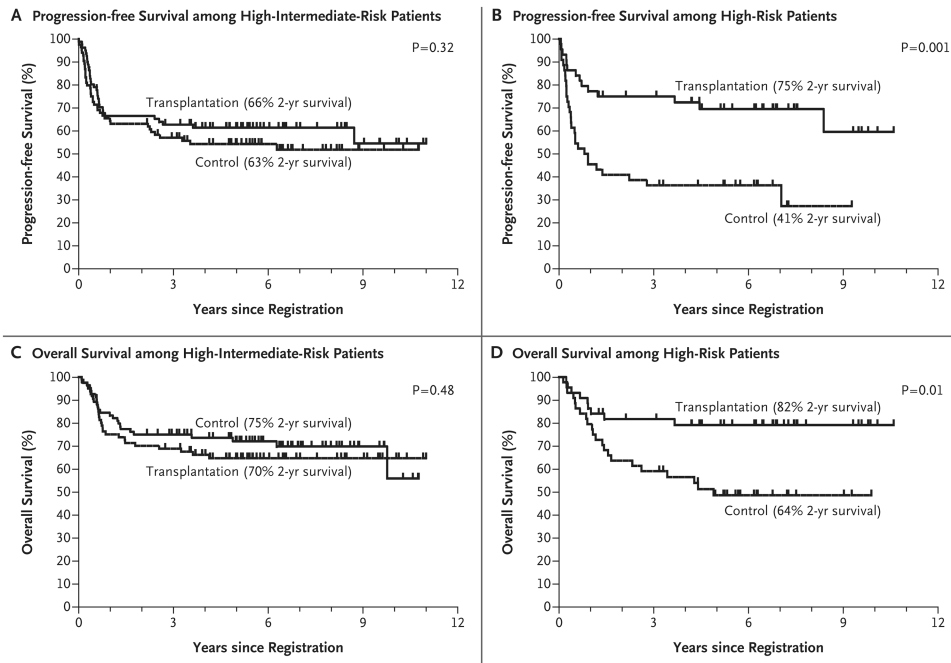 A Progression-free Survival among High-Intermediate-Risk Patients
P=0.32
Progression-free Survival (%)
100
90
80
70
60
50
40
30
20
10
0
Transplantation (66% 2-yr survival)
Control (63% 2-yr survival)
0 3 6 9 12
Years since Registration
B Progression-free Survival among High-Risk Patients
P=0.001
Progression-free Survival (%)
100
90
80
70
60
50
40
30
20
10
0
Transplantation (75% 2-yr survival)
Control (41% 2-yr survival)
0 3 6 9 12
Years since Registration
C Overall Survival among High-Intermediate-Risk Patients
P=0.48
Overall Survival (%)
100
90
80
70
60
50
40
30
20
10
0
Control (75% 2-yr survival)
Transplantation (70% 2-yr survival)
0 3 6 9 12
Years since Registration
D Overall Survival among High-Risk Patients
P=0.01
Overall Survival (%)
100
90
80
70
60
50
40
30
20
10
0
Transplantation (82% 2-yr survival)
Control (64% 2-yr survival)
0 3 6 9 12
Years since Registration